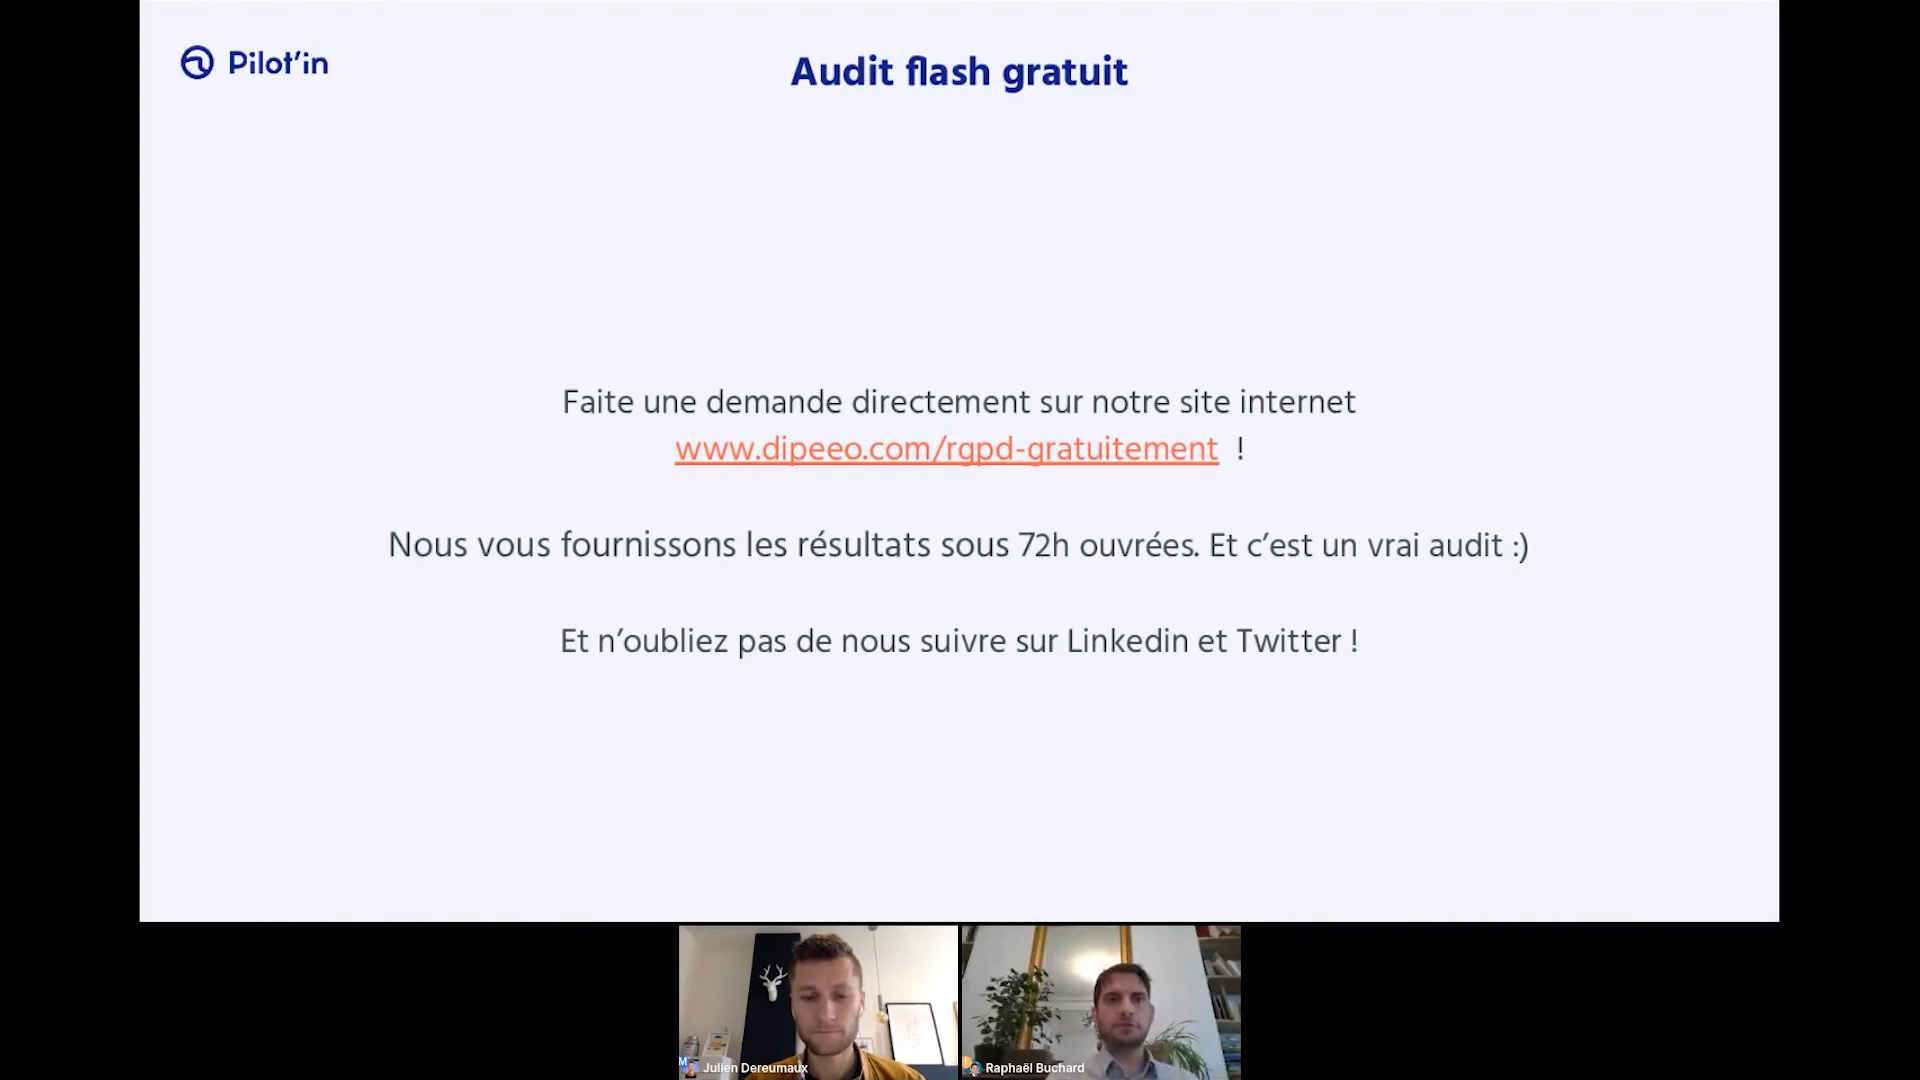 Pilot’in
Audit flash gratuit
Faite une demande directement sur notre site internet
www.dipeeo.com/rgpd-gratuitement !
Nous vous fournissons les résultats sous 72h ouvrées. Et c’est un vrai audit :)
Et n’oubliez pas de nous suivre sur Linkedin et Twitter !
Julien Dereumaux
Raphaël Buchard